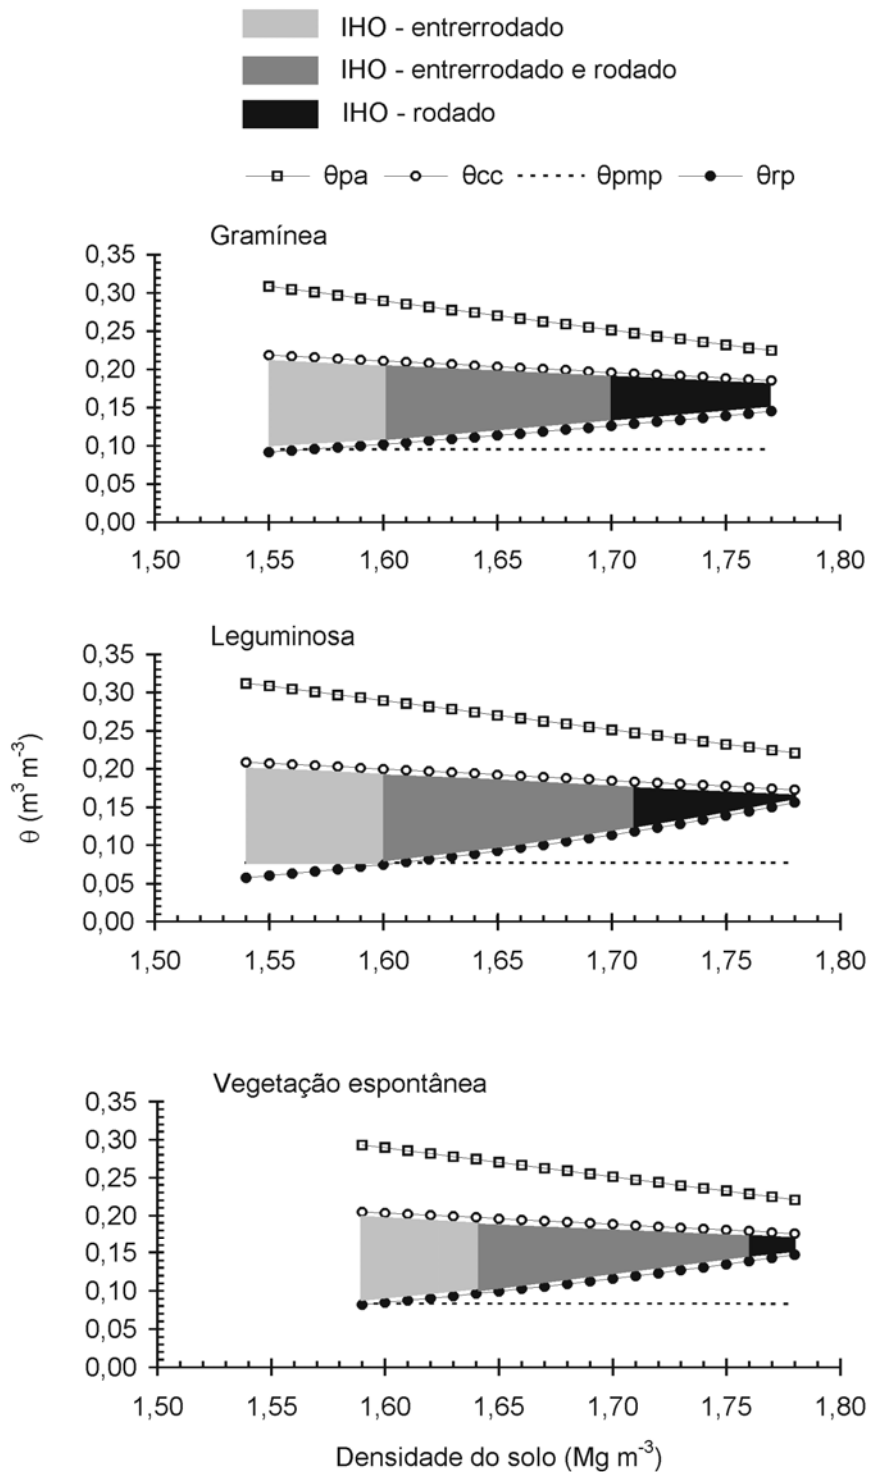 IHO - entrerrodado
IHO - entrerrodado e rodado
IHO - rodado
θpa θcc θpmp θrp
Gramínea
0,35
0,30
0,25
0,20
0,15
0,10
0,05
0,00
1,50 1,55 1,60 1,65 1,70 1,75 1,80
Leguminosa
0,35
0,30
0,25
0,20
0,15
0,10
0,05
0,00
1,50 1,55 1,60 1,65 1,70 1,75 1,80
θ (m³ m⁻³)
Vegetação espontânea
0,35
0,30
0,25
0,20
0,15
0,10
0,05
0,00
1,50 1,55 1,60 1,65 1,70 1,75 1,80
Densidade do solo (Mg m⁻³)